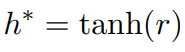 h* = tanh(r)